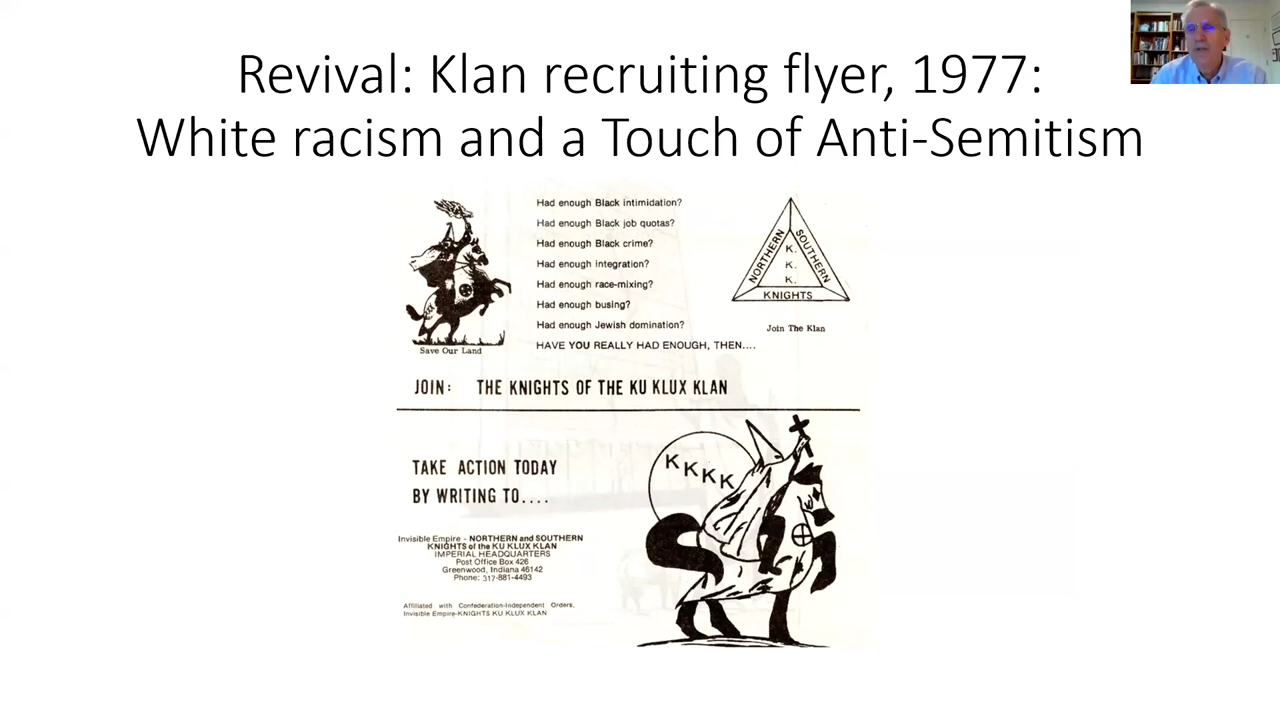 Revival: Klan recruiting flyer, 1977:
White racism and a Touch of Anti-Semitism
Had enough Black intimidation?
Had enough Black job quotas?
Had enough Black crime?
Had enough integration?
Had enough race-mixing?
Had enough busing?
Had enough Jewish domination?
HAVE YOU REALLY HAD ENOUGH, THEN....
Save Our Land
NORTHERN
SOUTHERN
K.
K.
K.
KNIGHTS
Join The Klan
JOIN: THE KNIGHTS OF THE KU KLUX KLAN
TAKE ACTION TODAY
BY WRITING TO....
KKKK
Invisible Empire - NORTHERN and SOUTHERN
KNIGHTS of the KU KLUX KLAN
IMPERIAL HEADQUARTERS
Post Office Box 426
Greenwood, Indiana 46142
Phone: 317-881-4493
Affiliated with Confederation-Independent Orders,
Invisible Empire-KNIGHTS KU KLUX KLAN